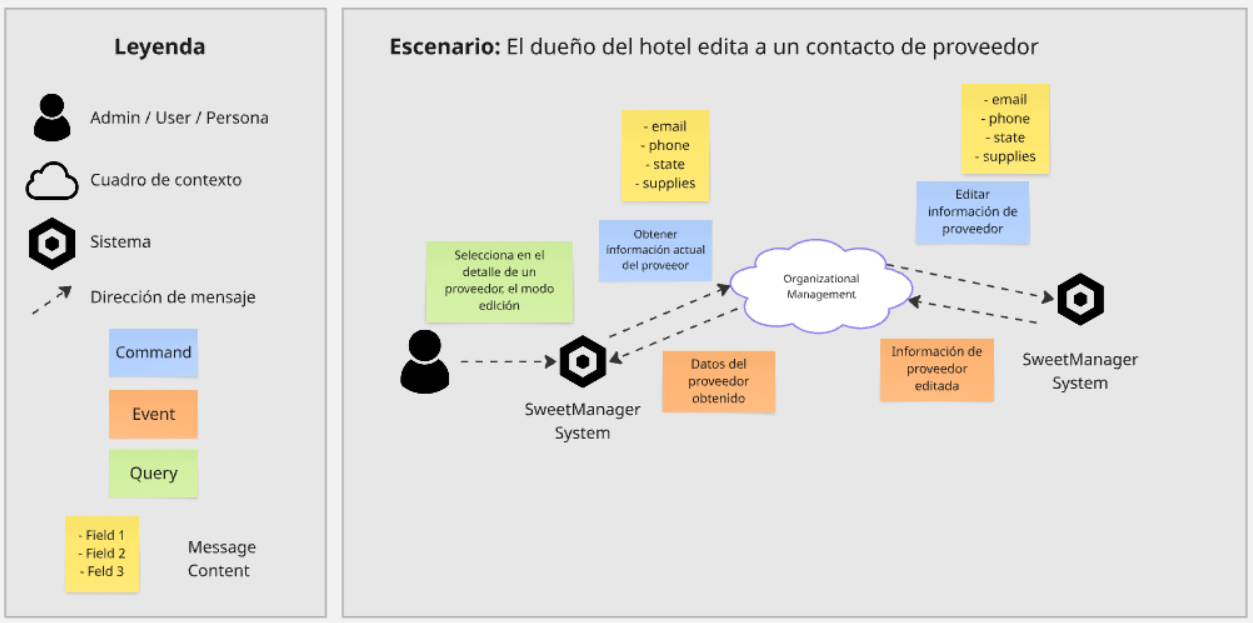 Leyenda
Admin / User / Persona
Cuadro de contexto
Sistema
Dirección de mensaje
Command
Event
Query
- Field 1
- Field 2
- Feld 3
Message
Content
Escenario: El dueño del hotel edita a un contacto de proveedor
Selecciona en el
detalle de un
proveedor, el modo
edición
SweetManager
System
- email
- phone
- state
- supplies
Obtener
información actual
del proveeor
Datos del
proveedor
obtenido
Organizational
Management
- email
- phone
- state
- supplies
Editar
información de
proveedor
Información de
proveedor
editada
SweetManager
System